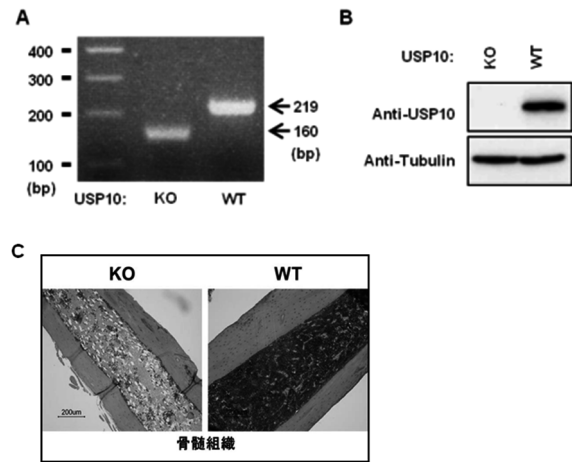 A
400
300
200
100
(bp)
219
160
(bp)
USP10: KO WT
B
USP10: KO WT
Anti-USP10
Anti-Tubulin
C
KO WT
200um
骨髄組織